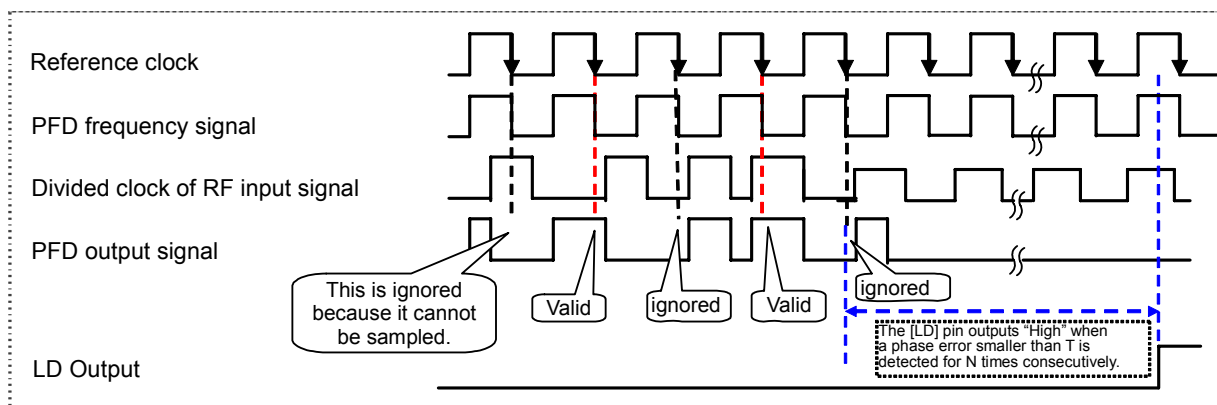 Reference clock
PFD frequency signal
Divided clock of RF input signal
PFD output signal
This is ignored
because it cannot
be sampled.
Valid
ignored
Valid
ignored
The [LD] pin outputs “High” when
a phase error smaller than T is
detected for N times consecutively.
LD Output